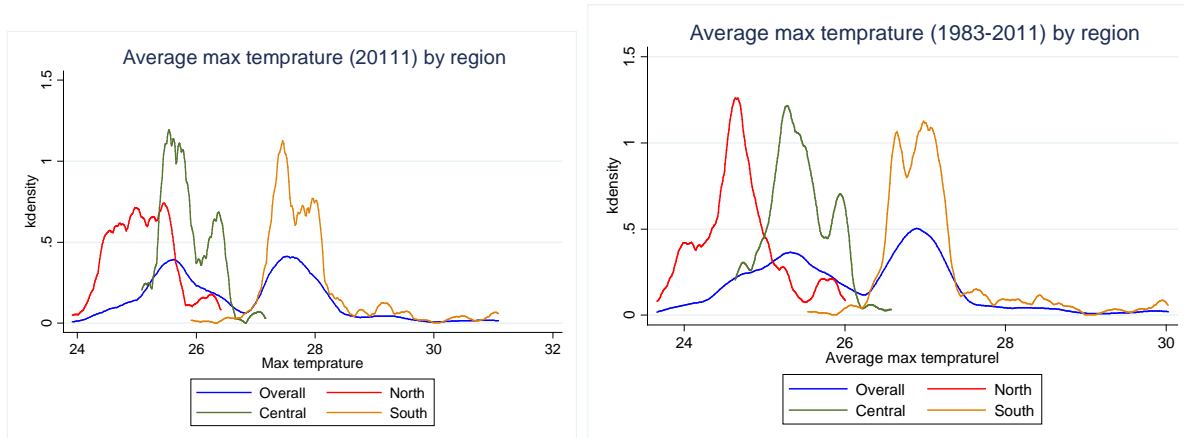 Average max temprature (20111) by region
kdensity
0
.5
1
1.5
24
26
28
30
32
Max temprature
Overall
North
Central
South
Average max temprature (1983-2011) by region
kdensity
0
.5
1
1.5
24
26
28
30
Average max tempraturel
Overall
North
Central
South